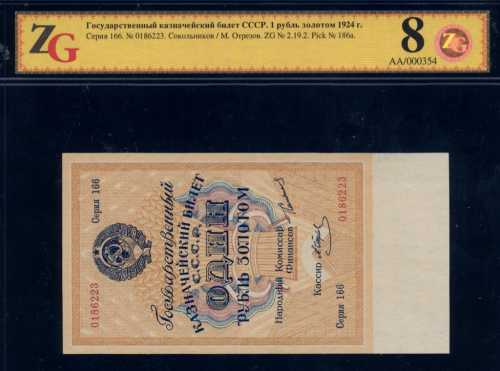 ZG
Государственный казначейский билет СССР. 1 рубль золотом 1924 г.
Серия 166. № 0186223. Сокольников / М. Отрезов. ZG № 2.19.2. Pick № 186a.
8
ZG
AA/000354
Серия 166
0186223
Государственный
КАЗНАЧЕЙСКИЙ БИЛЕТ
С.С.С.Р.
ОДИН
РУБЛЬ ЗОЛОТОМ
Народный Комиссар
Финансов
Кассир
0186223
Серия 166